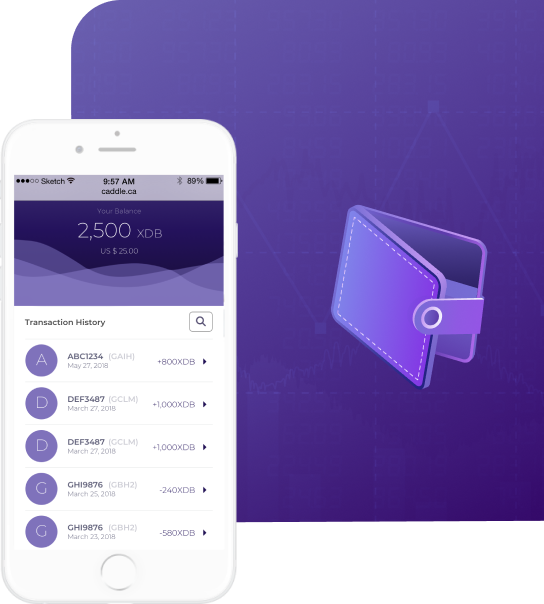 Sketch 9:57 AM 89%
caddle.ca
Your Balance
2,500 XDB
US $ 25.00
Transaction History
A ABC1234 (GAIH) +800XDB
May 27, 2018
D DEF3487 (GCLM) +1,000XDB
March 27, 2018
D DEF3487 (GCLM) +1,000XDB
March 27, 2018
G GHI9876 (GBH2) -240XDB
March 25, 2018
G GHI9876 (GBH2) -580XDB
March 23, 2018